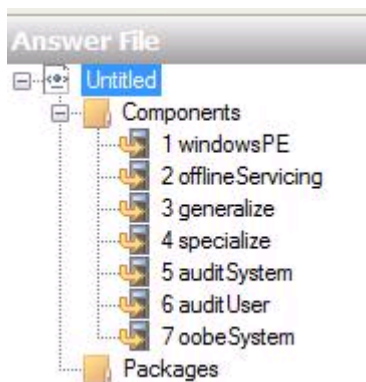 Answer File
Untitled
Components
1 windowsPE
2 offlineServicing
3 generalize
4 specialize
5 auditSystem
6 auditUser
7 oobeSystem
Packages